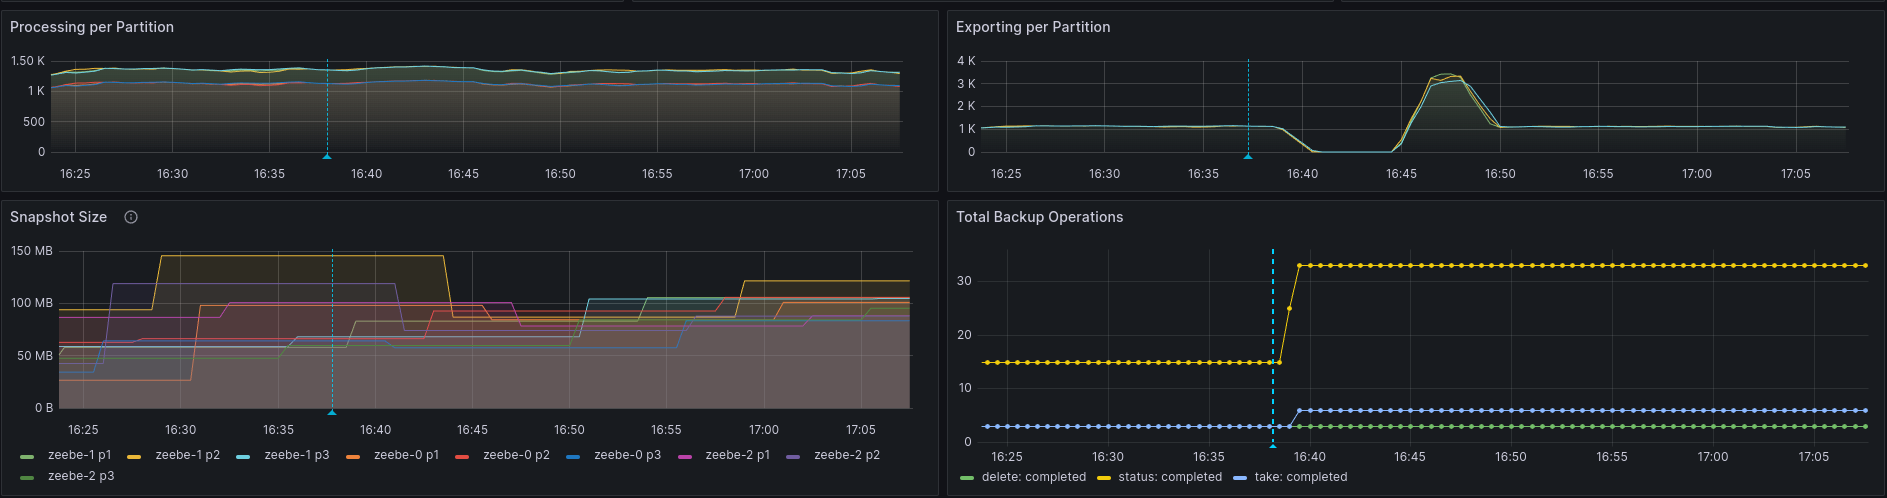 Processing per Partition
1.50 K
1 K
500
0
16:25 16:30 16:35 16:40 16:45 16:50 16:55 17:00 17:05
Exporting per Partition
4 K
3 K
2 K
1 K
0
16:25 16:30 16:35 16:40 16:45 16:50 16:55 17:00 17:05
Snapshot Size
150 MB
100 MB
50 MB
0 B
16:25 16:30 16:35 16:40 16:45 16:50 16:55 17:00 17:05
zeebe-1 p1 zeebe-1 p2 zeebe-1 p3 zeebe-0 p1 zeebe-0 p2 zeebe-0 p3 zeebe-2 p1 zeebe-2 p2
zeebe-2 p3
Total Backup Operations
30
20
10
0
16:25 16:30 16:35 16:40 16:45 16:50 16:55 17:00 17:05
delete: completed status: completed take: completed